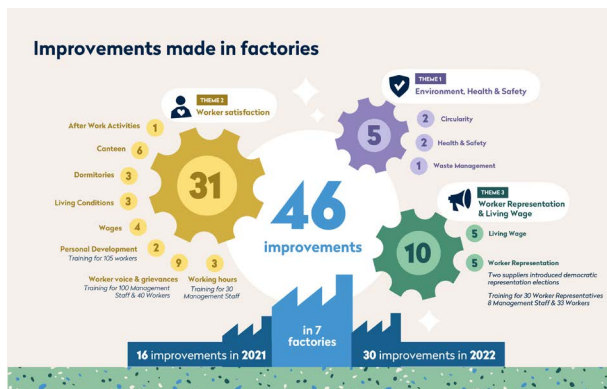 Improvements made in factories
THEME 2
Worker satisfaction
After Work Activities 1
Canteen 6
Dormitories 3
Living Conditions 3
Wages 4
Personal Development 2
Training for 105 workers
Worker voice & grievances 9
Training for 100 Management
Staff & 40 Workers
Working hours 3
Training for 30
Management Staff
31
THEME 1
Environment, Health & Safety
5
2 Circularity
2 Health & Safety
1 Waste Management
46
improvements
THEME 3
Worker Representation
& Living Wage
10
5 Living Wage
5 Worker Representation
Two suppliers introduced democratic
representation elections
Training for 30 Worker Representatives
8 Management Staff & 33 Workers
in 7
factories
16 improvements in 2021
30 improvements in 2022